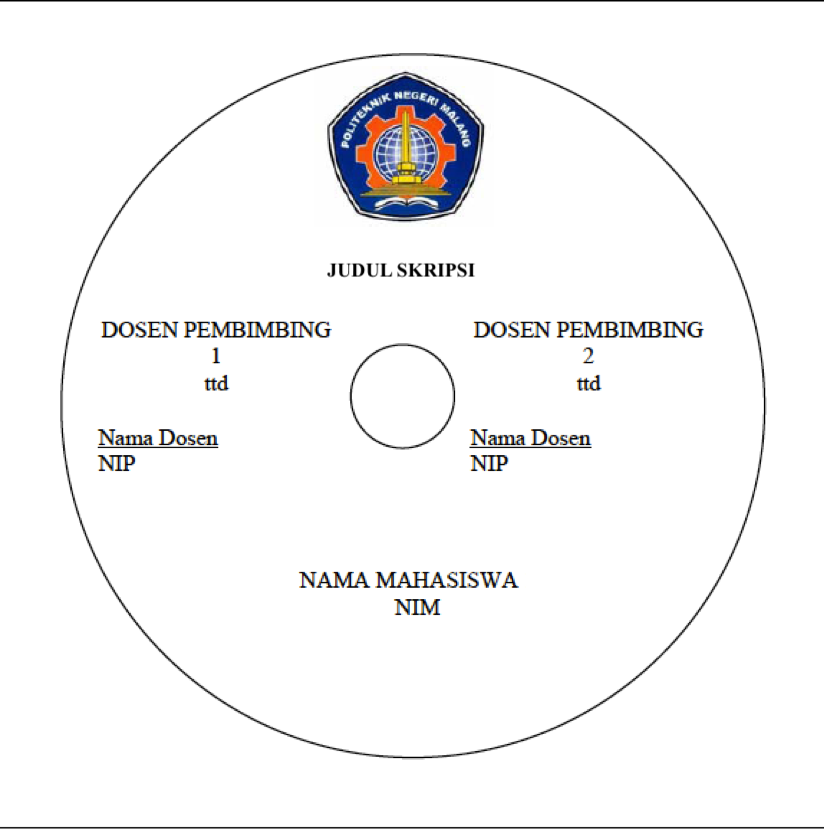 POLITEKNIK NEGERI MALANG
JUDUL SKRIPSI
DOSEN PEMBIMBING
1
ttd
Nama Dosen
NIP
DOSEN PEMBIMBING
2
ttd
Nama Dosen
NIP
NAMA MAHASISWA
NIM